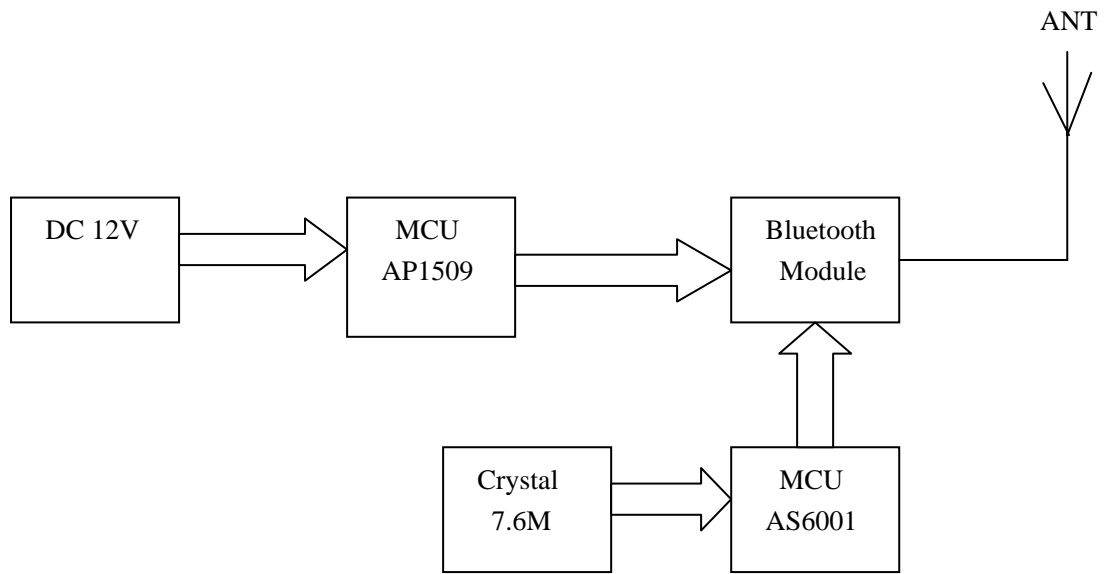 ANT
DC 12V
MCU
AP1509
Bluetooth
Module
Crystal
7.6M
MCU
AS6001